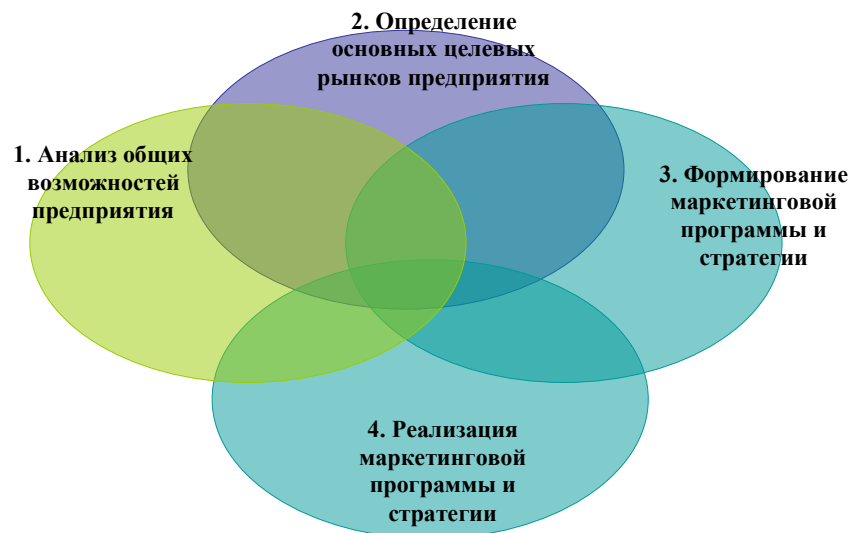 2. Определение
основных целевых
рынков предприятия
1. Анализ общих
возможностей
предприятия
3. Формирование
маркетинговой
программы и
стратегии
4. Реализация
маркетинговой
программы и
стратегии